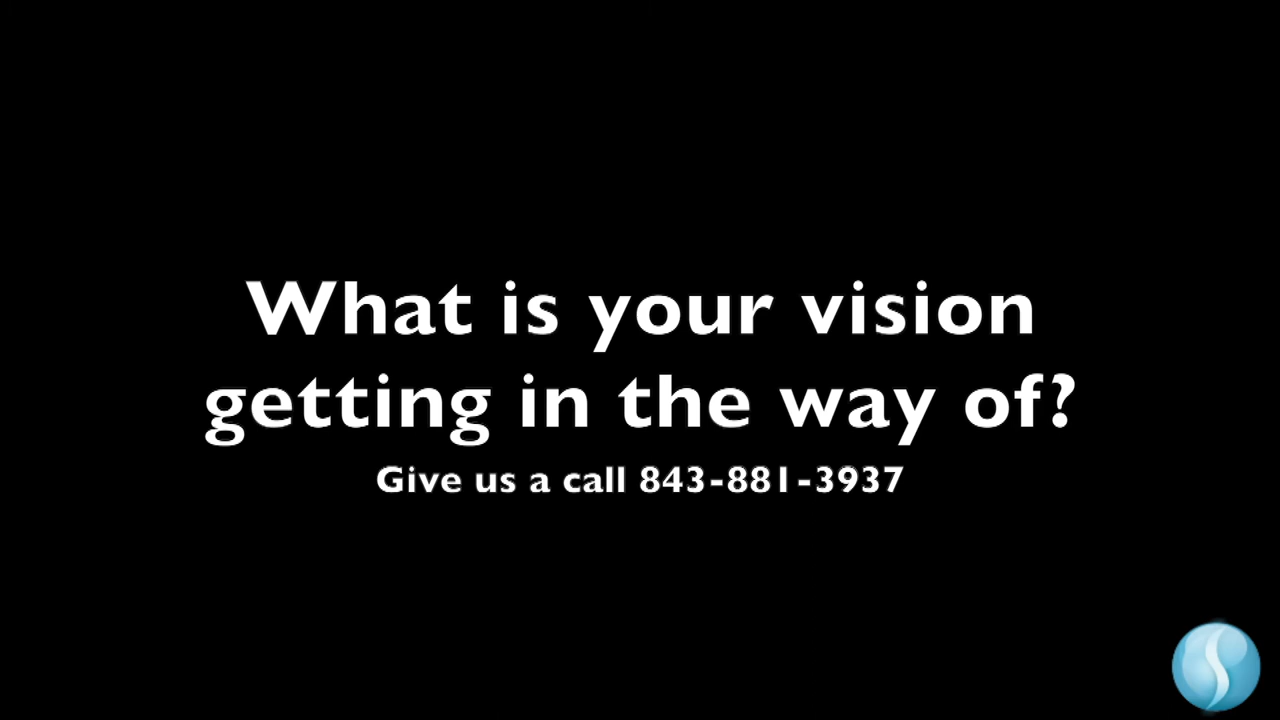 What is your vision
getting in the way of?
Give us a call 843-881-3937